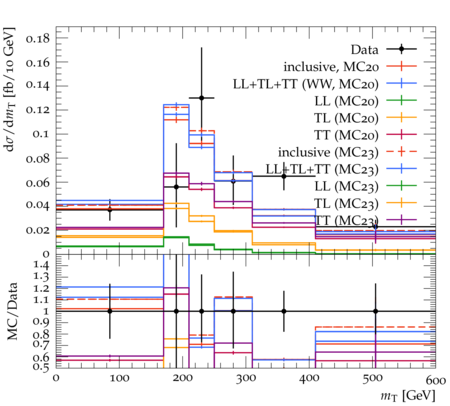 dσ/dmT [fb/10 GeV]
0.18
0.16
0.14
0.12
0.1
0.08
0.06
0.04
0.02
0
Data
inclusive, MC20
LL+TL+TT (WW, MC20)
LL (MC20)
TL (MC20)
TT (MC20)
inclusive (MC23)
LL+TL+TT (MC23)
LL (MC23)
TL (MC23)
TT (MC23)
MC/Data
1.4
1.3
1.2
1.1
1
0.9
0.8
0.7
0.6
0.5
0 100 200 300 400 500 600
mT [GeV]